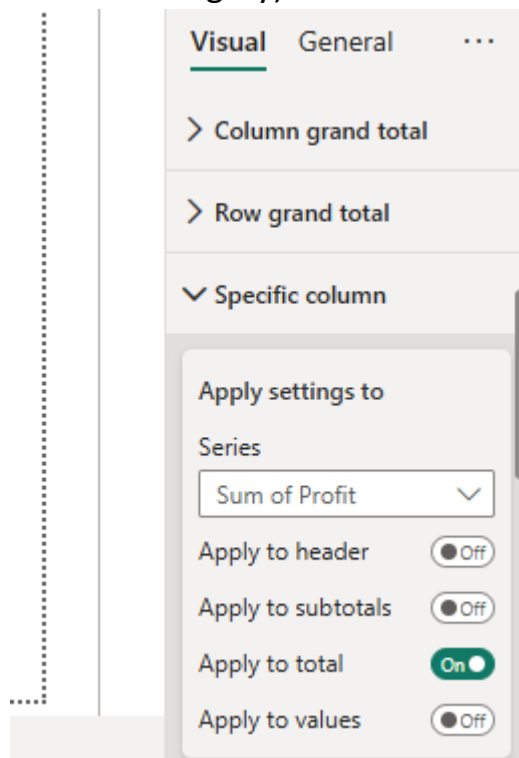 Visual General ...
Column grand total
Row grand total
Specific column
Apply settings to
Series
Sum of Profit
Apply to header Off
Apply to subtotals Off
Apply to total On
Apply to values Off